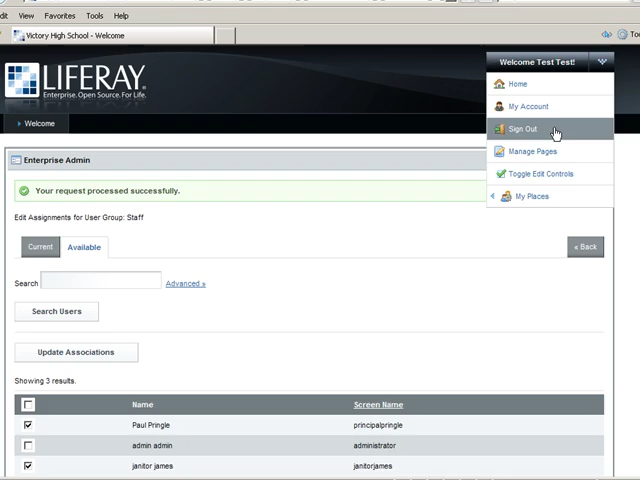 dit View Favorites Tools Help
Victory High School - Welcome
Too
LIFERAY
Enterprise. Open Source. For Life.
Welcome Test Test!
Home
My Account
Sign Out
Manage Pages
Toggle Edit Controls
My Places
Welcome
Enterprise Admin
Your request processed successfully.
Edit Assignments for User Group: Staff
Current Available « Back
Search Advanced »
Search Users
Update Associations
Showing 3 results.
Name Screen Name
Paul Pringle principalpringle
admin admin administrator
janitor james janitorjames